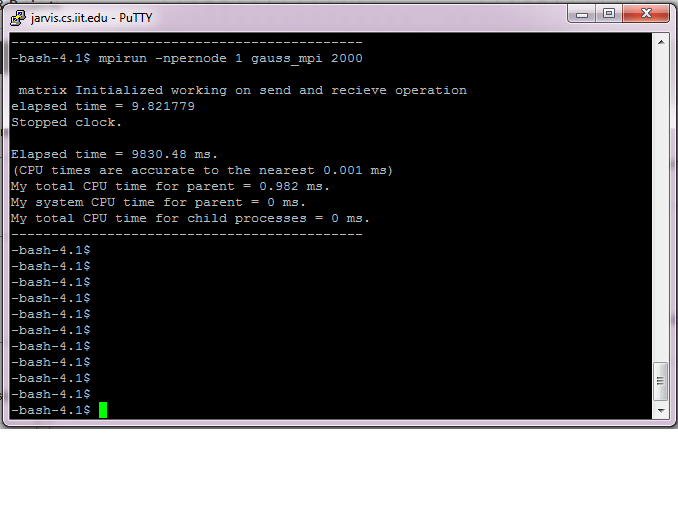 jarvis.cs.iit.edu - PuTTY
--------------------------------------------
-bash-4.1$ mpirun -npernode 1 gauss_mpi 2000
matrix Initialized working on send and recieve operation
elapsed time = 9.821779
Stopped clock.
Elapsed time = 9830.48 ms.
(CPU times are accurate to the nearest 0.001 ms)
My total CPU time for parent = 0.982 ms.
My system CPU time for parent = 0 ms.
My total CPU time for child processes = 0 ms.
--------------------------------------------
-bash-4.1$
-bash-4.1$
-bash-4.1$
-bash-4.1$
-bash-4.1$
-bash-4.1$
-bash-4.1$
-bash-4.1$
-bash-4.1$
-bash-4.1$
-bash-4.1$